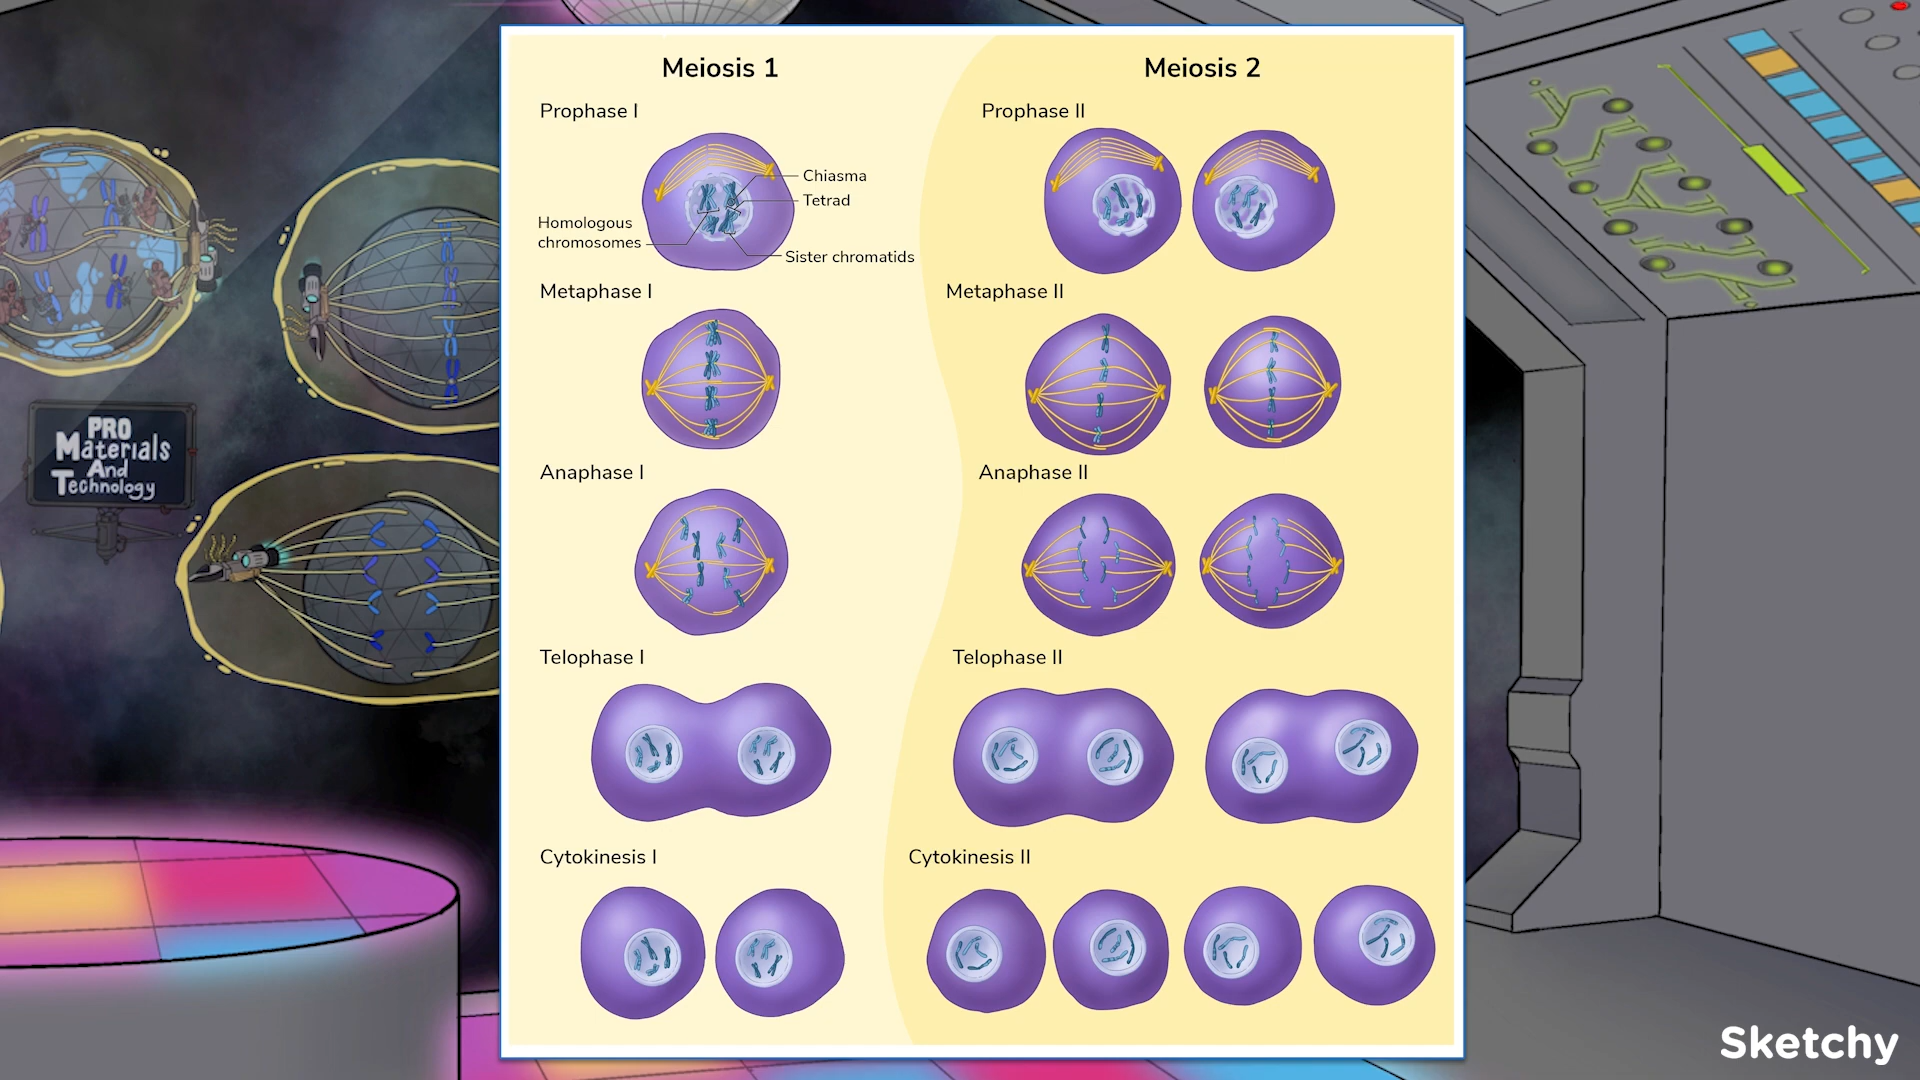 Meiosis 1
Prophase I
Chiasma
Tetrad
Homologous
chromosomes
Sister chromatids
Metaphase I
Anaphase I
Telophase I
Cytokinesis I
Meiosis 2
Prophase II
Metaphase II
Anaphase II
Telophase II
Cytokinesis II
PRO
Materials
And
Technology
Sketchy